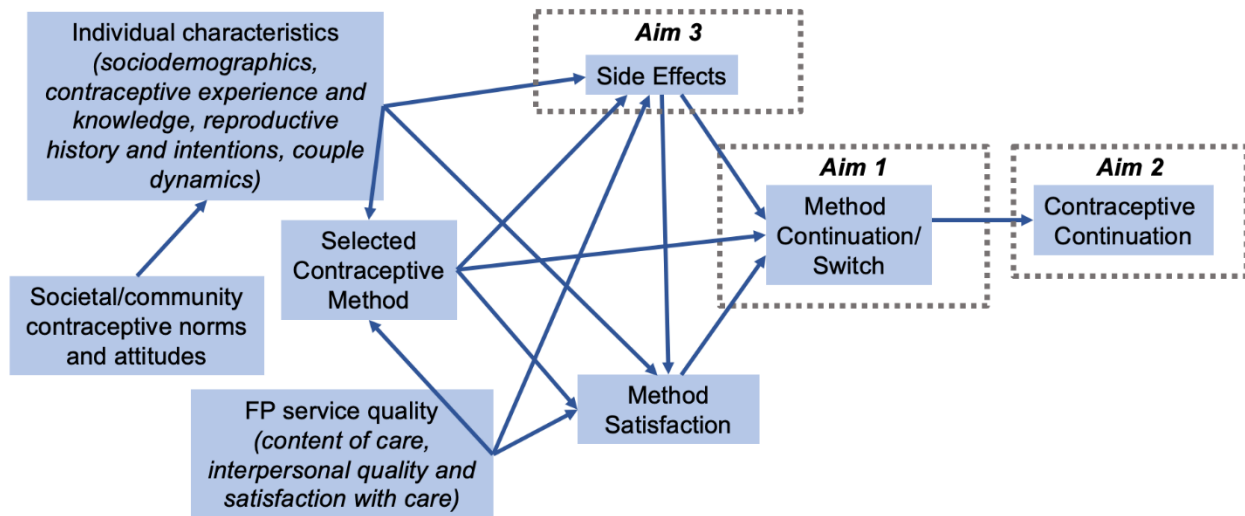 Individual characteristics
(sociodemographics,
contraceptive experience and
knowledge, reproductive
history and intentions, couple
dynamics)
Aim 3
Side Effects
Aim 1
Method
Continuation/
Switch
Aim 2
Contraceptive
Continuation
Selected
Contraceptive
Method
Societal/community
contraceptive norms
and attitudes
Method
Satisfaction
FP service quality
(content of care,
interpersonal quality and
satisfaction with care)